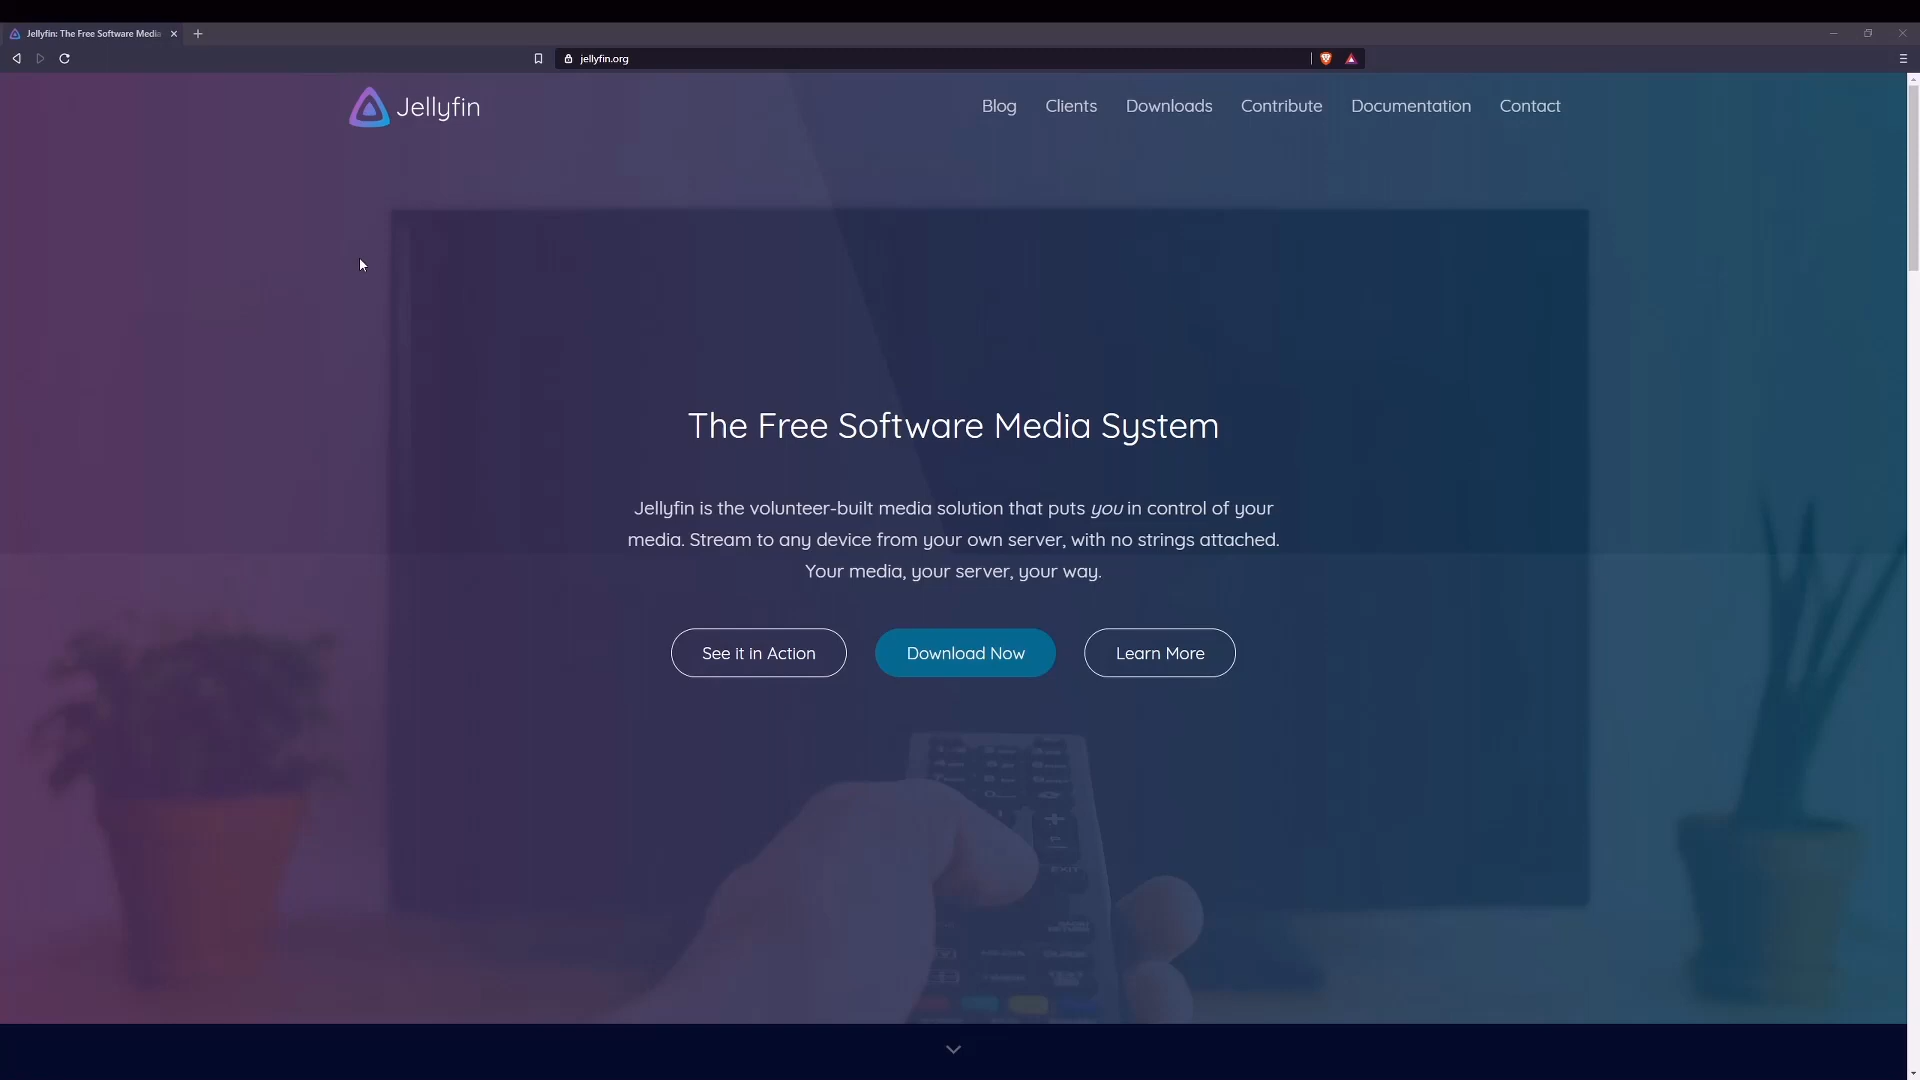 Jellyfin: The Free Software Media
jellyfin.org
Jellyfin
Blog Clients Downloads Contribute Documentation Contact
The Free Software Media System
Jellyfin is the volunteer-built media solution that puts you in control of your
media. Stream to any device from your own server, with no strings attached.
Your media, your server, your way.
See it in Action Download Now Learn More
EXIT